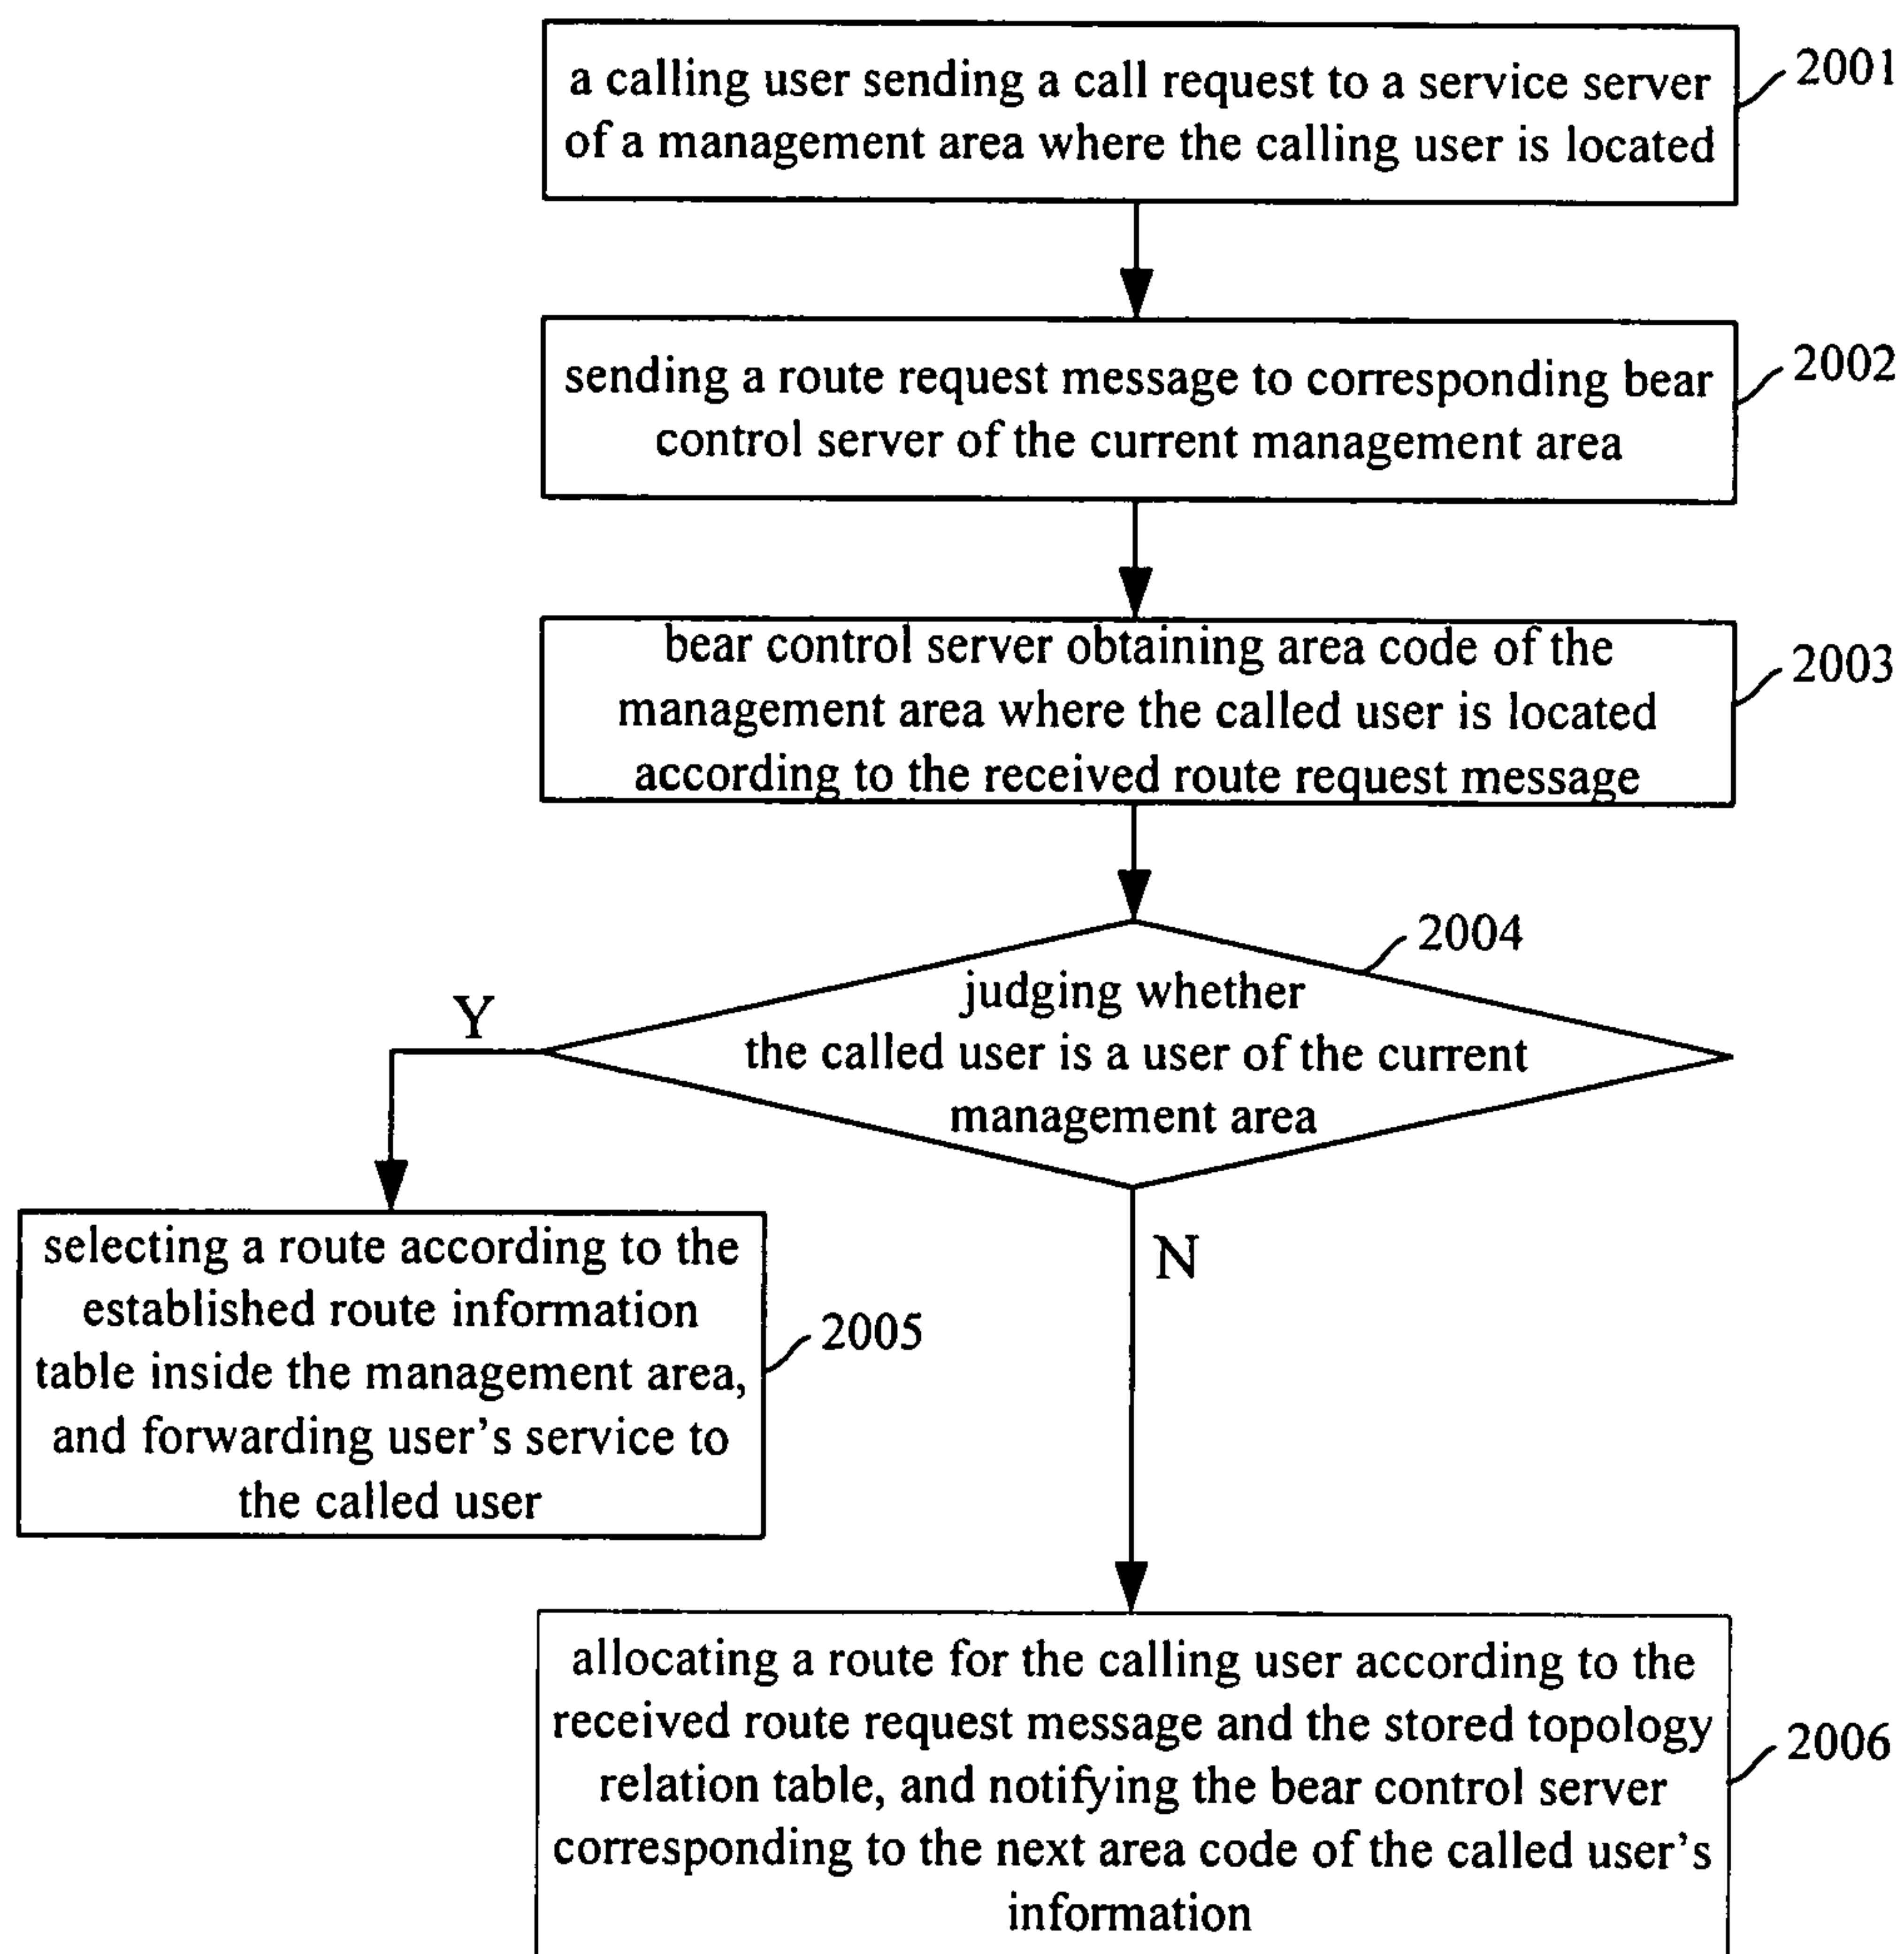 a calling user sending a call request to a service server
of a management area where the calling user is located
2001
sending a route request message to corresponding bear
control server of the current management area
2002
bear control server obtaining area code of the
management area where the called user is located
according to the received route request message
2003
2004
judging whether
the called user is a user of the current
management area
Y
N
selecting a route according to the
established route information
table inside the management area,
and forwarding user's service to
the called user
2005
allocating a route for the calling user according to the
received route request message and the stored topology
relation table, and notifying the bear control server
corresponding to the next area code of the called user's
information
2006